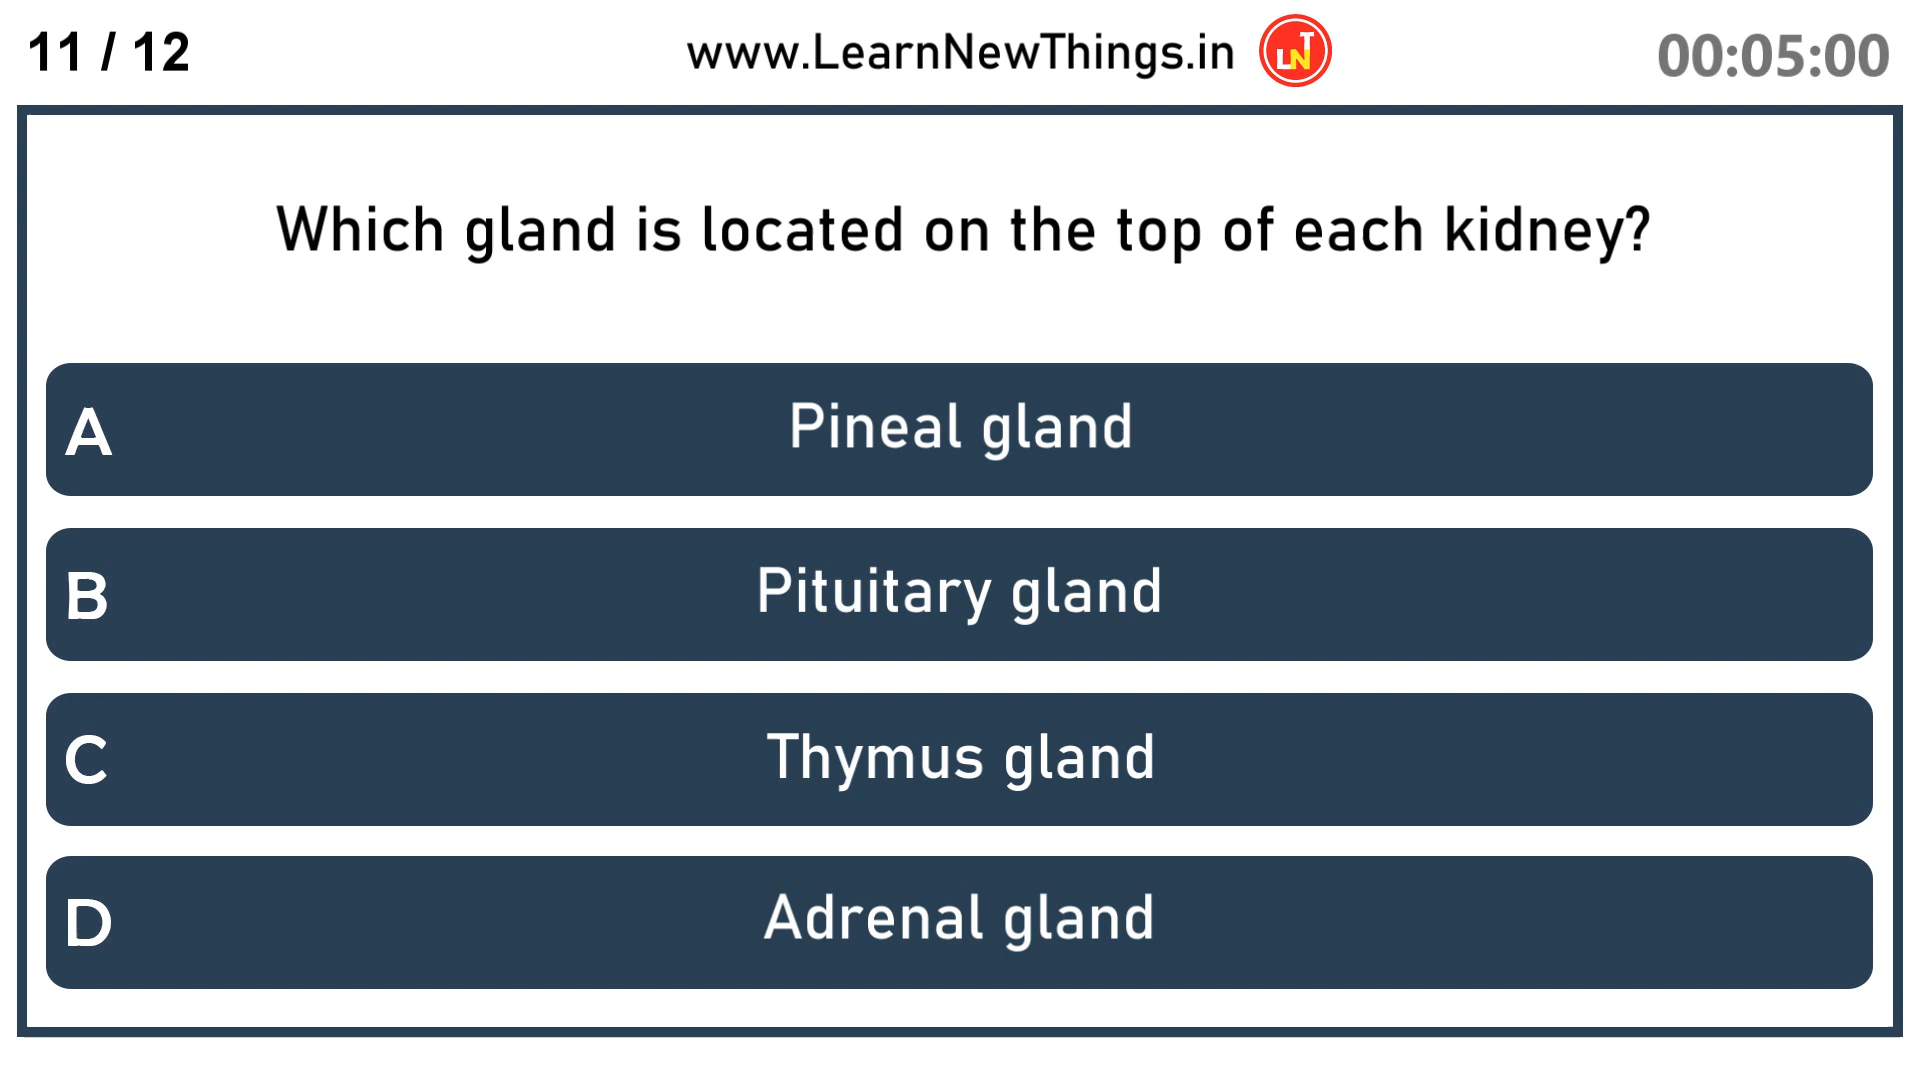 11 / 12
www.LearnNewThings.in
LNT
00:05:00
Which gland is located on the top of each kidney?
A Pineal gland
B Pituitary gland
C Thymus gland
D Adrenal gland